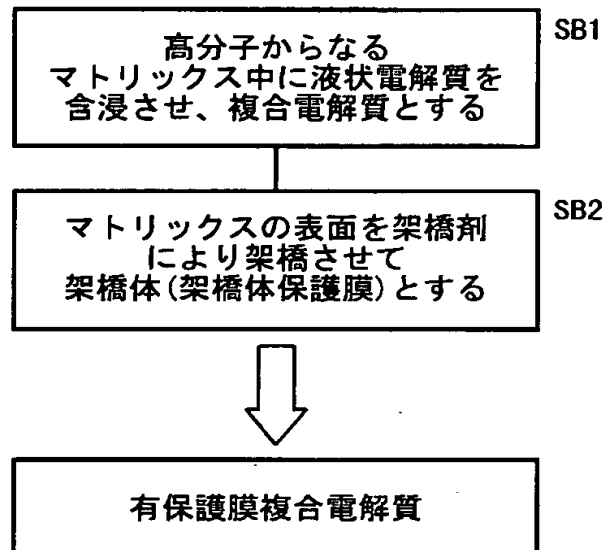 高分子からなる
マトリックス中に液状電解質を
含浸させ、複合電解質とする
SB1
マトリックスの表面を架橋剤
により架橋させて
架橋体(架橋体保護膜)とする
SB2
有保護膜複合電解質